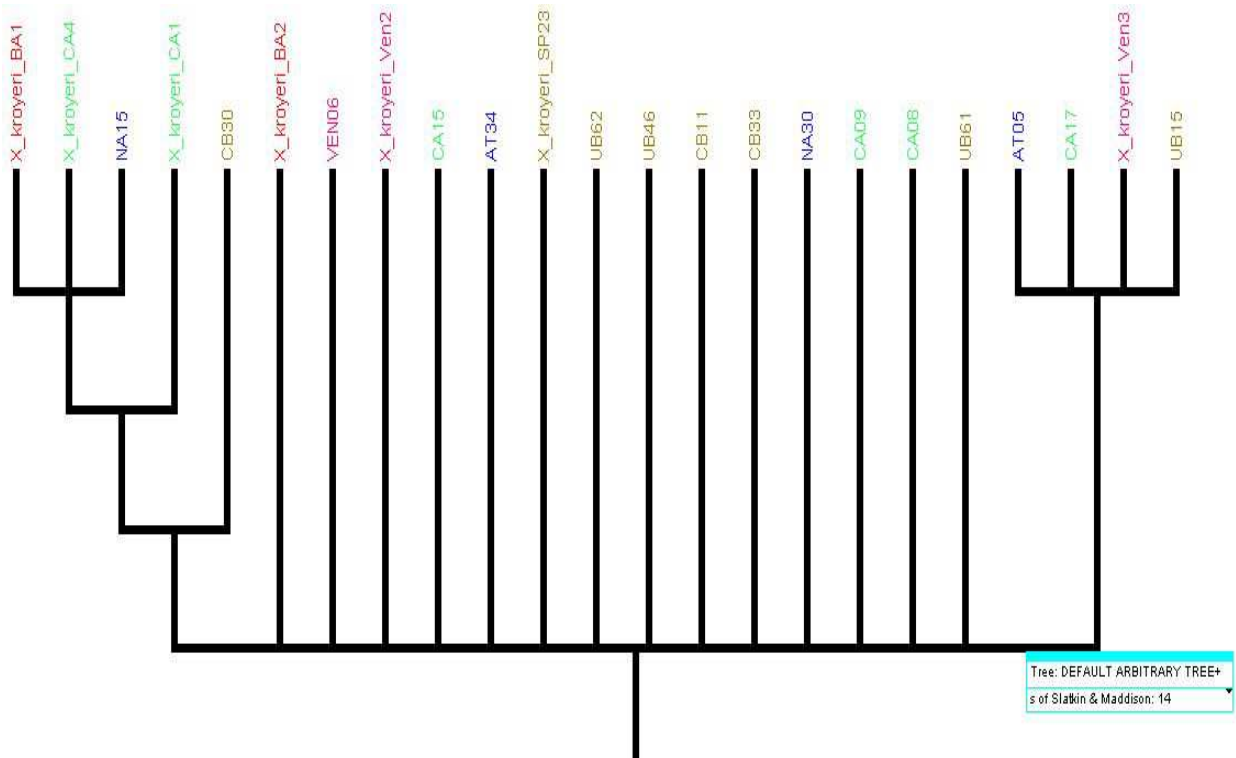 X_kroyeri_BA1
X_kroyeri_CA4
NA15
X_kroyeri_CA1
CB30
X_kroyeri_BA2
VEN06
X_kroyeri_Ven2
CA15
AT34
X_kroyeri_SP23
UB62
UB46
CB11
CB33
NA30
CA09
CA08
UB61
AT05
CA17
X_kroyeri_Ven3
UB15
Tree: DEFAULT ARBITRARY TREE+
s of Slatkin & Maddison: 14